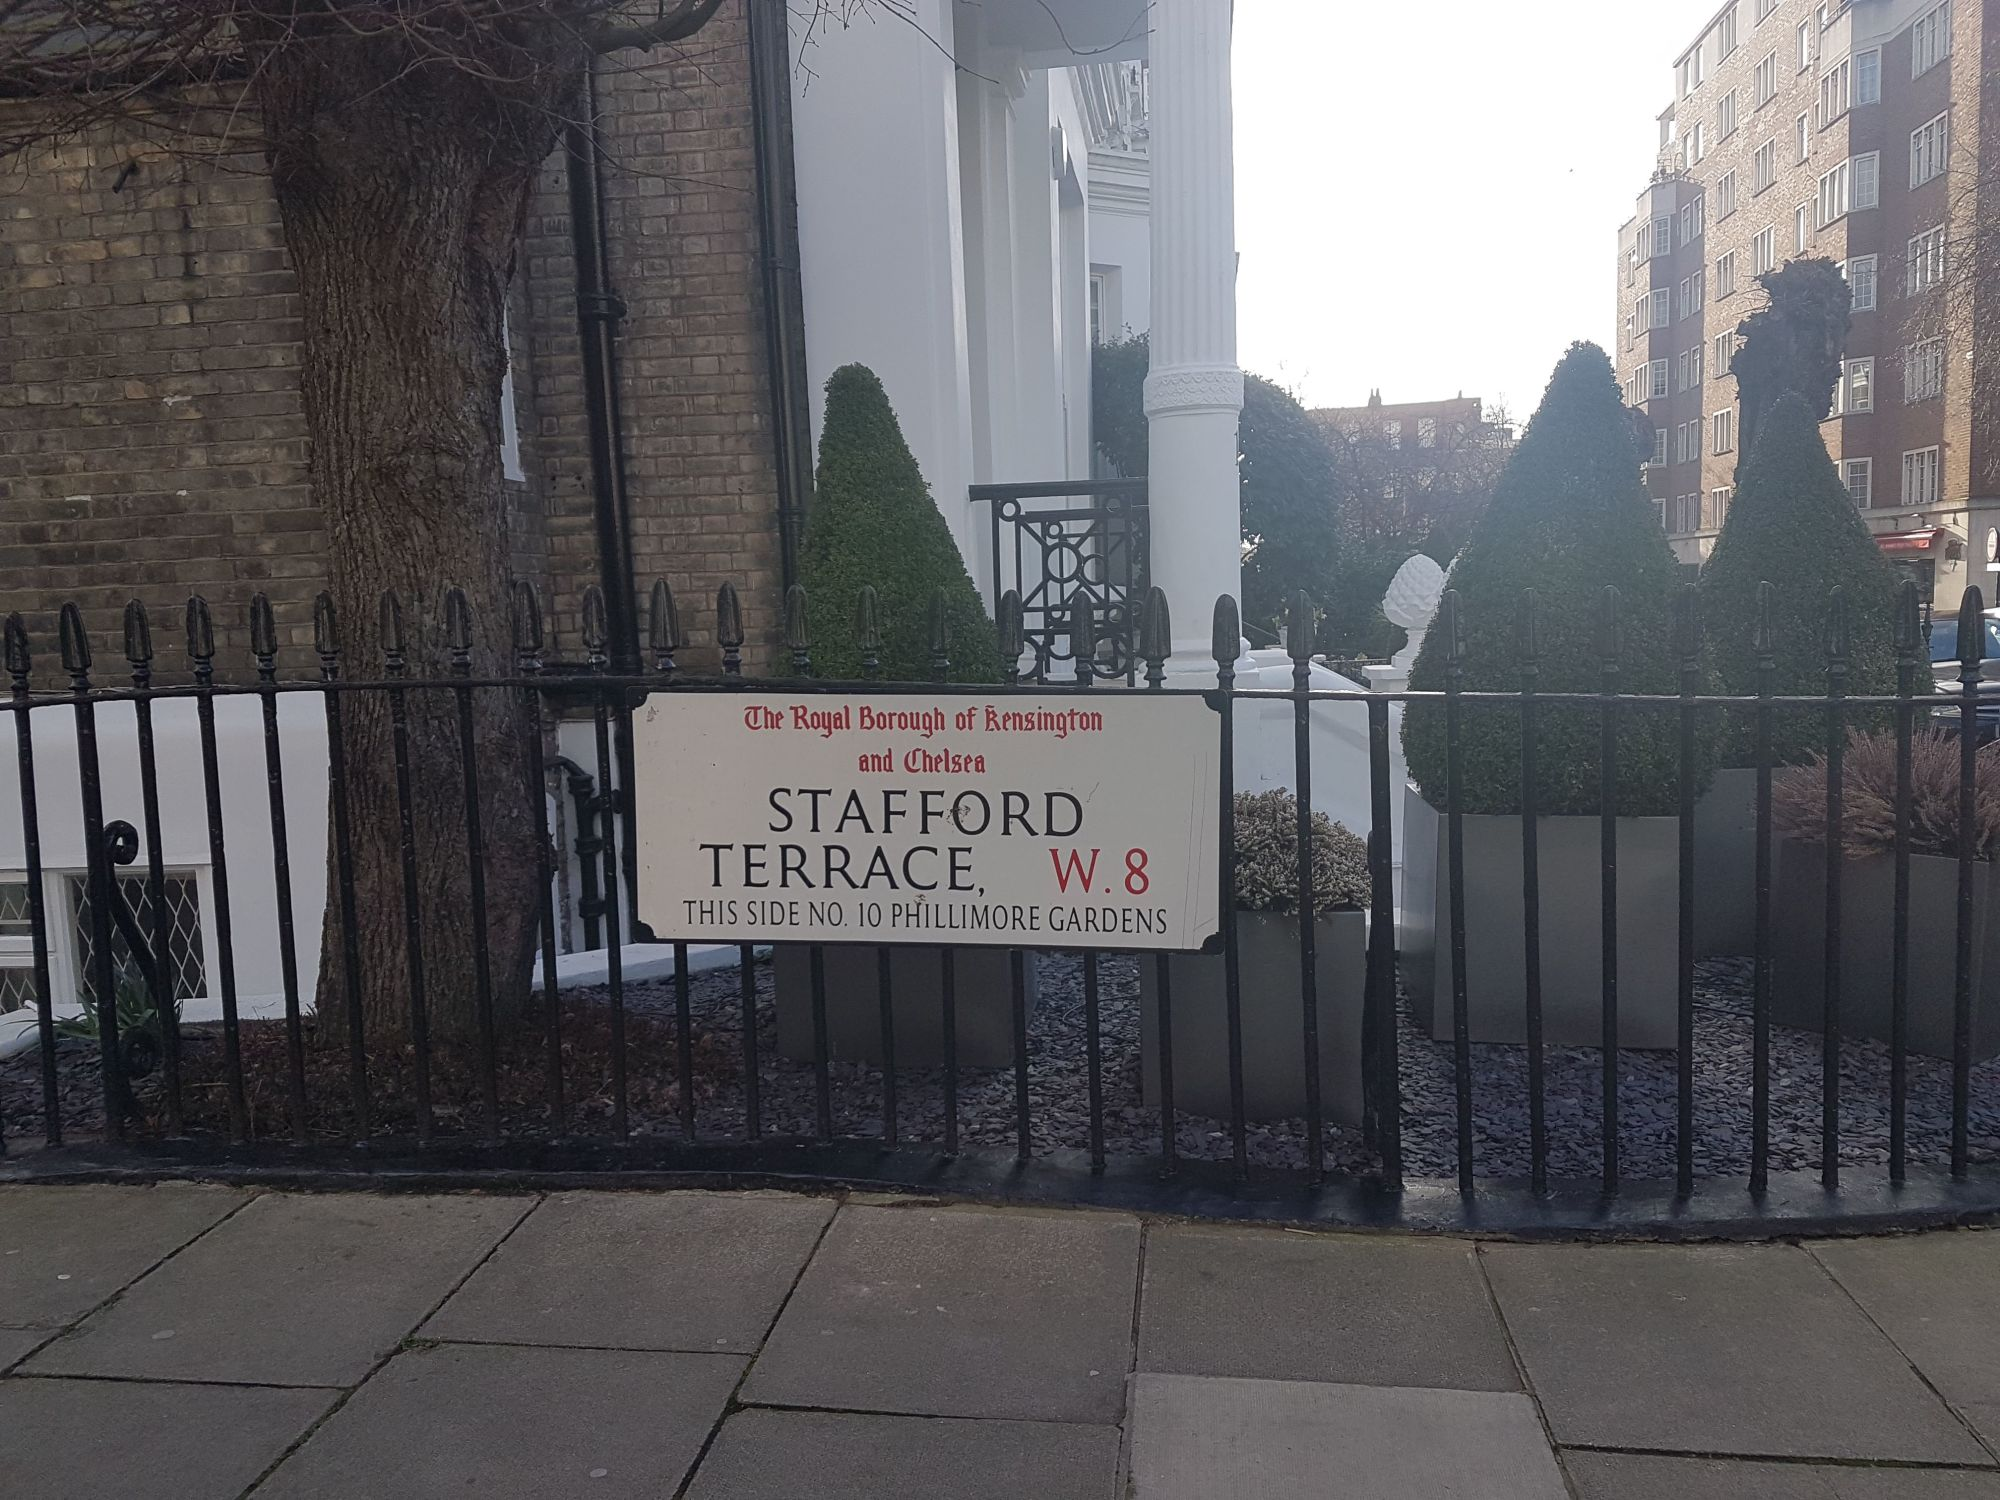 The Royal Borough of Kensington
and Chelsea
STAFFORD
TERRACE, W.8
THIS SIDE NO. 10 PHILLIMORE GARDENS